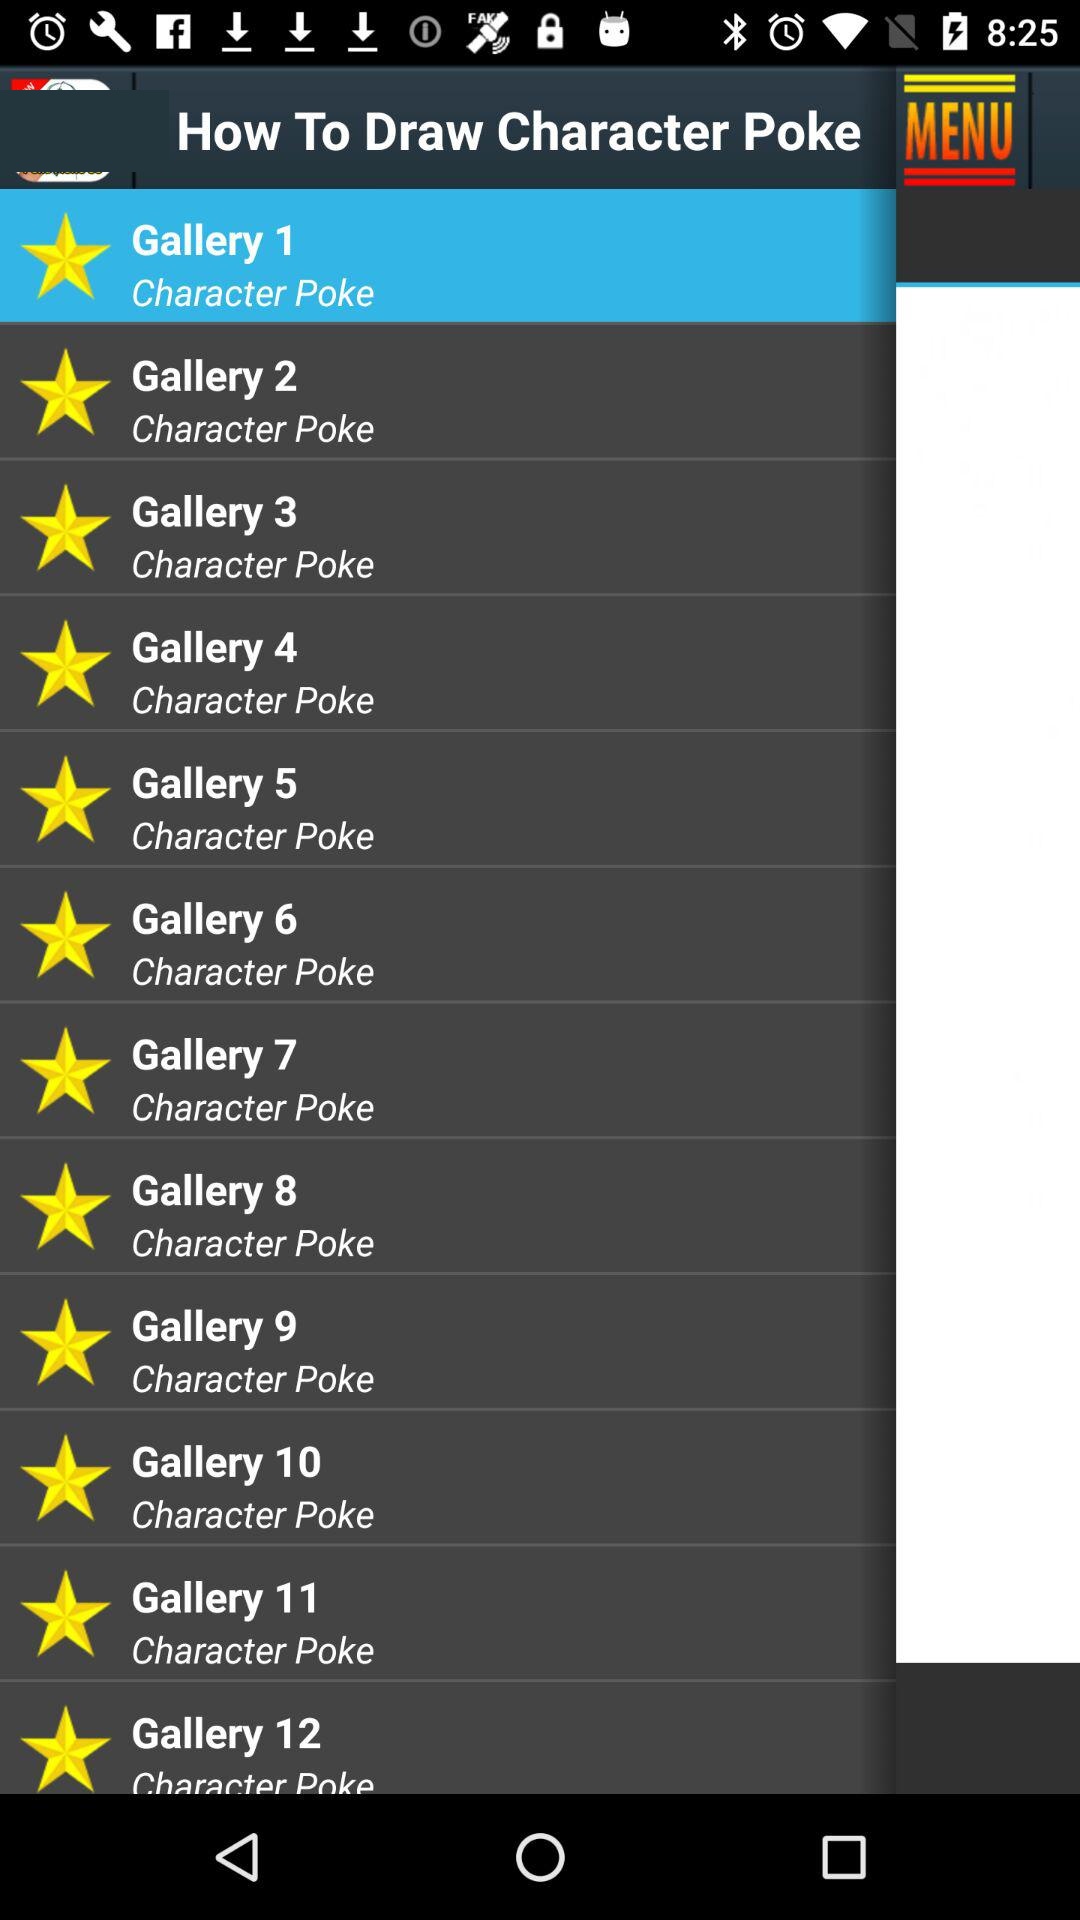 FAKE 8:25
How To Draw Character Poke
MENU
Gallery 1
Character Poke
Gallery 2
Character Poke
Gallery 3
Character Poke
Gallery 4
Character Poke
Gallery 5
Character Poke
Gallery 6
Character Poke
Gallery 7
Character Poke
Gallery 8
Character Poke
Gallery 9
Character Poke
Gallery 10
Character Poke
Gallery 11
Character Poke
Gallery 12
Character Poke